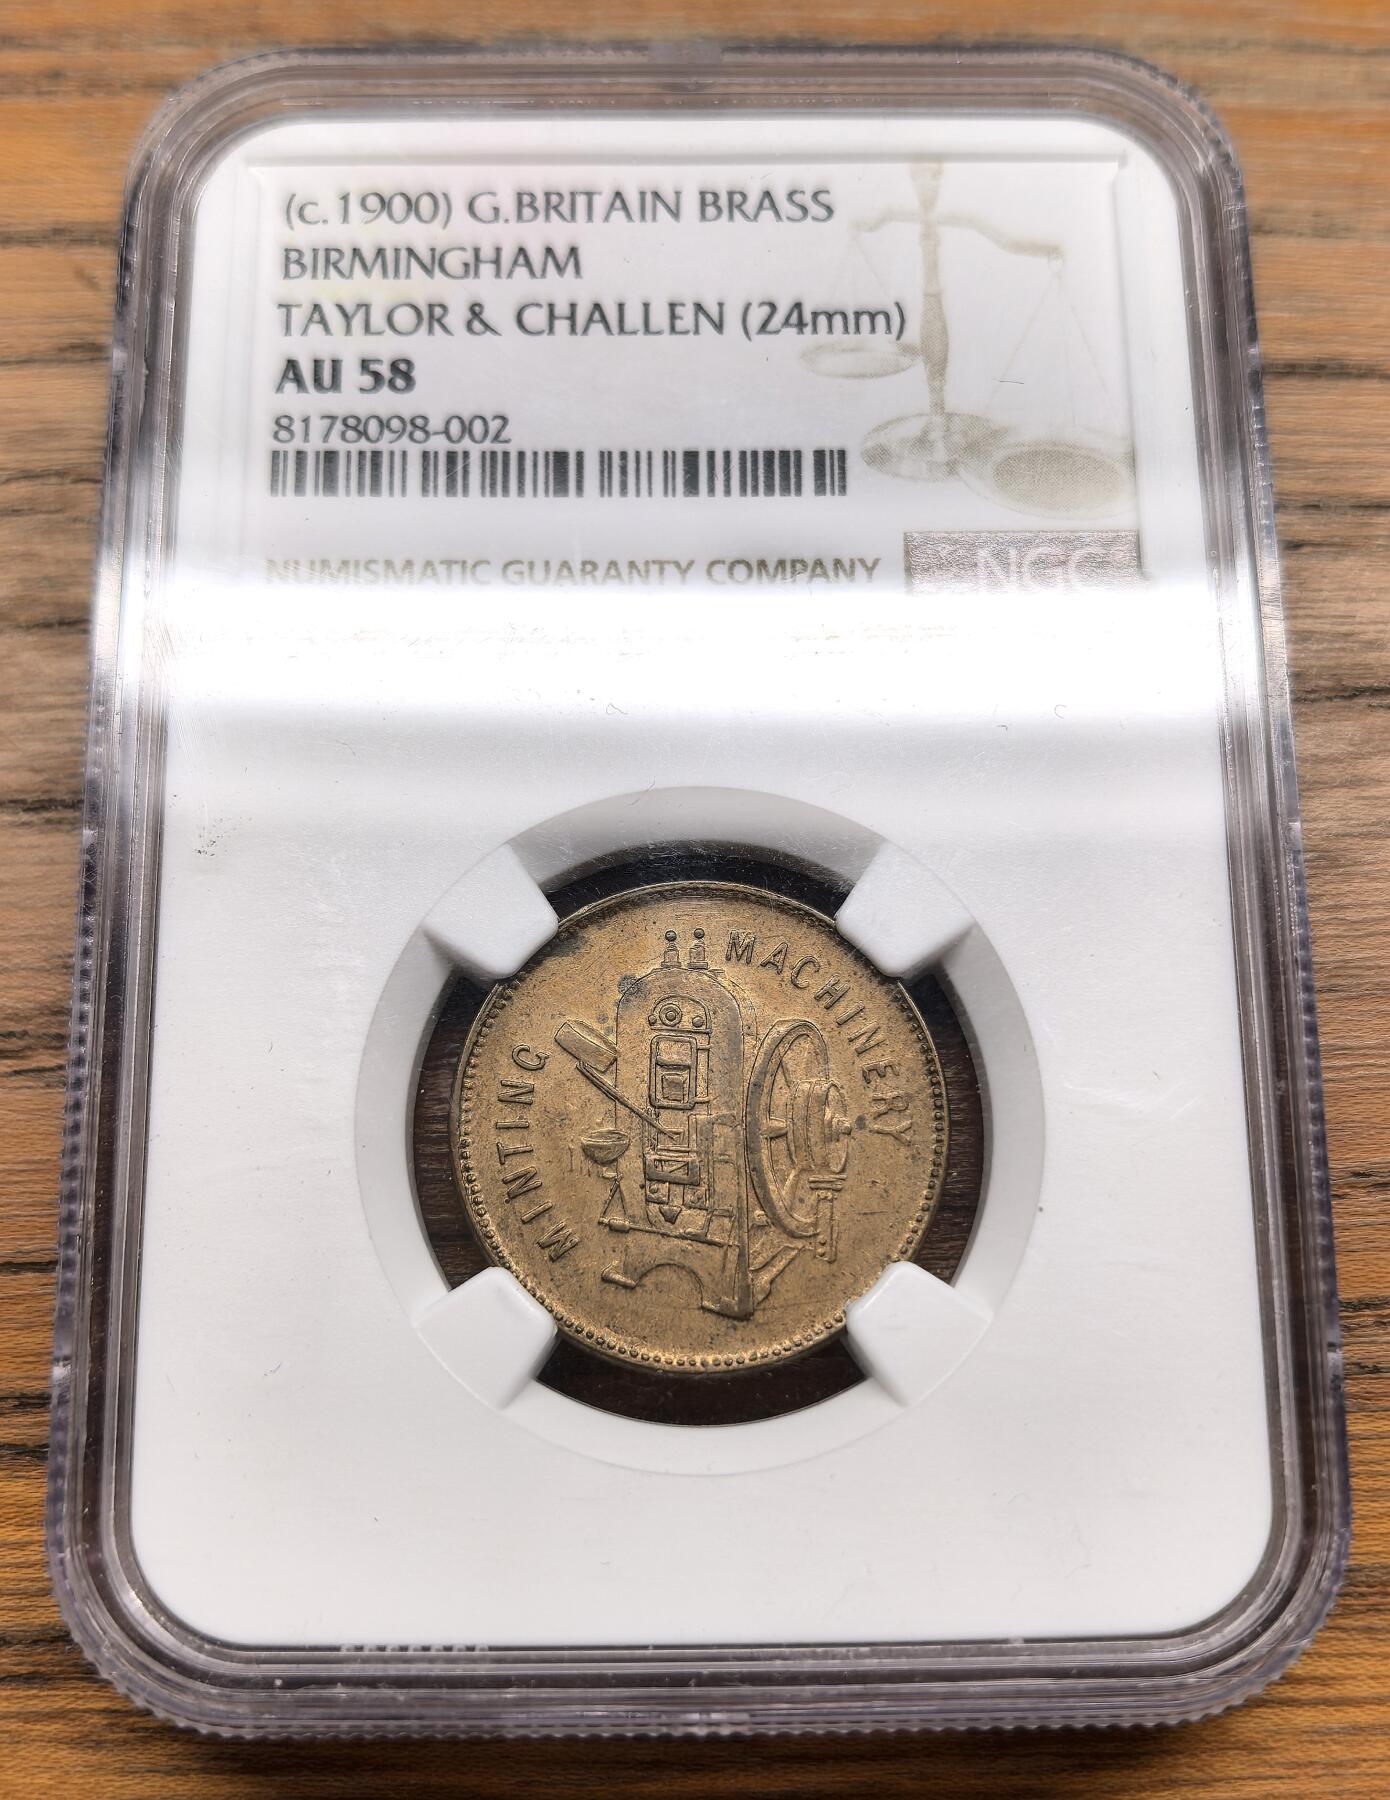 (c.1900) G.BRITAIN BRASS
BIRMINGHAM
TAYLOR & CHALLEN (24mm)
AU 58
8178098-002
NUMISMATIC GUARANTY COMPANY
NGC
MINTING MACHINERY